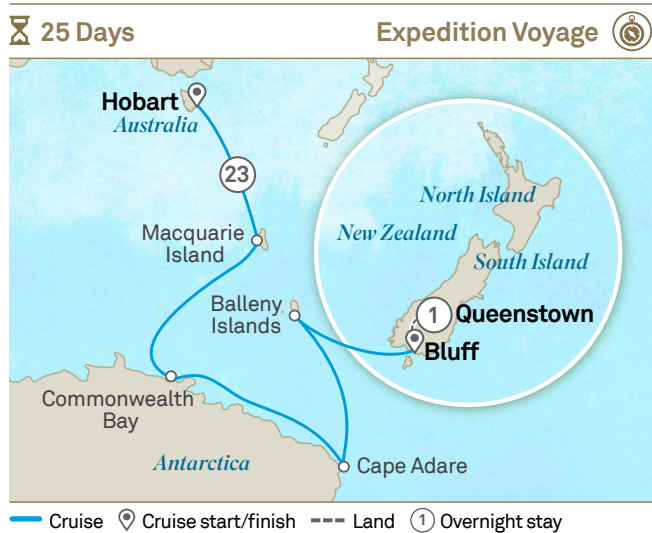 25 Days
Expedition Voyage
Hobart
Australia
23
North Island
New Zealand
Macquarie
Island
South Island
Balleny
Islands
1
Queenstown
Bluff
Commonwealth
Bay
Antarctica
Cape Adare
Cruise
Cruise start/finish
Land
1
Overnight stay